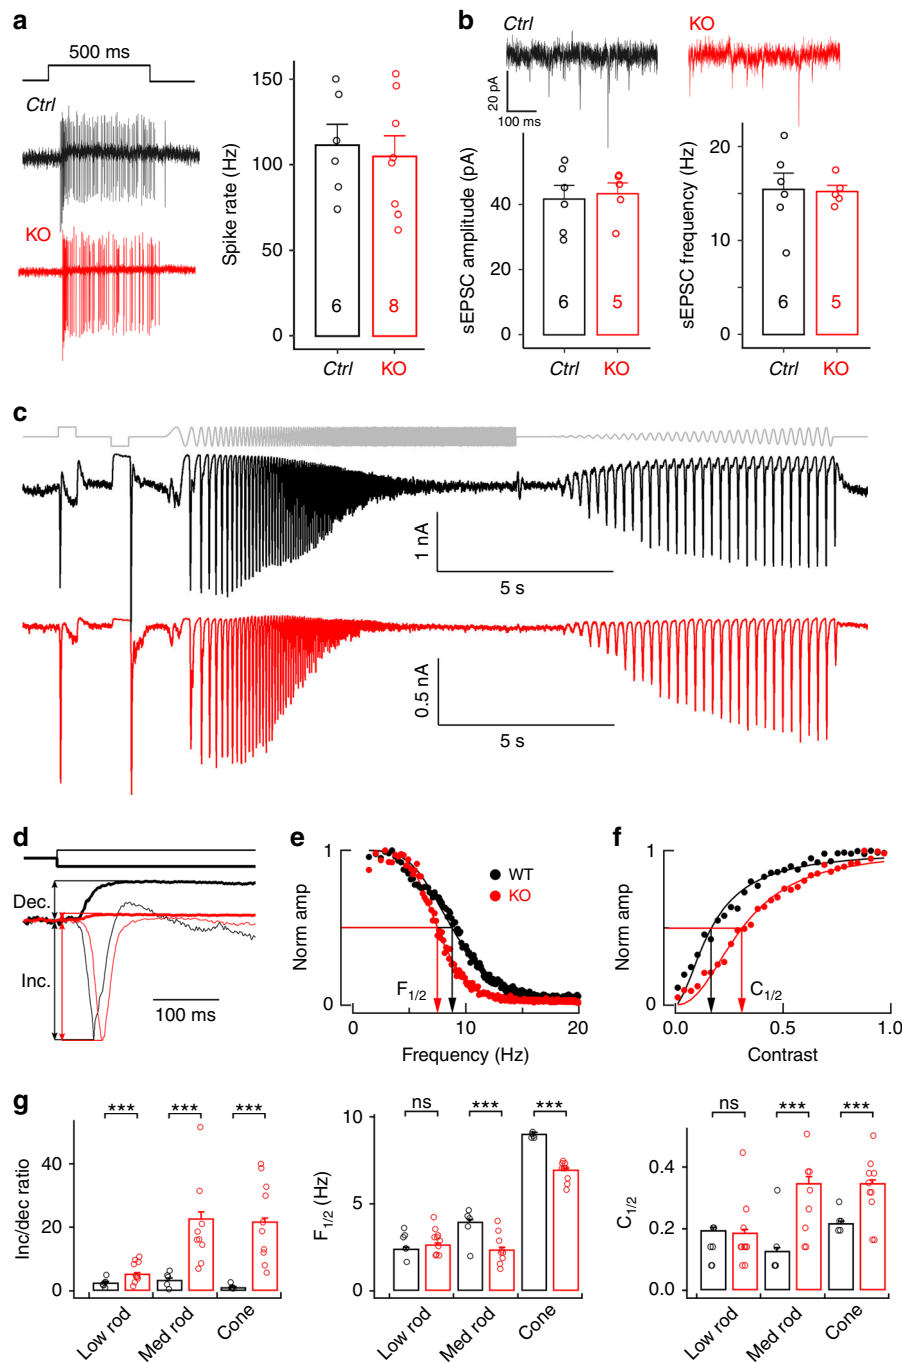 a
500 ms
Ctrl
KO
Spike rate (Hz)
150
100
50
0
6
8
Ctrl
KO
b
Ctrl
KO
20 pA
100 ms
sEPSC amplitude (pA)
40
20
0
6
5
Ctrl
KO
sEPSC frequency (Hz)
20
10
0
6
5
Ctrl
KO
c
1 nA
5 s
0.5 nA
5 s
d
Dec.
Inc.
100 ms
e
Norm amp
1
0
WT
KO
F1/2
0
10
20
Frequency (Hz)
f
Norm amp
1
0
C1/2
0.0
0.5
1.0
Contrast
g
Inc/dec ratio
40
20
0
***
***
***
Low rod
Med rod
Cone
F1/2 (Hz)
10
5
0
ns
***
***
Low rod
Med rod
Cone
C1/2
0.4
0.2
0.0
ns
***
***
Low rod
Med rod
Cone